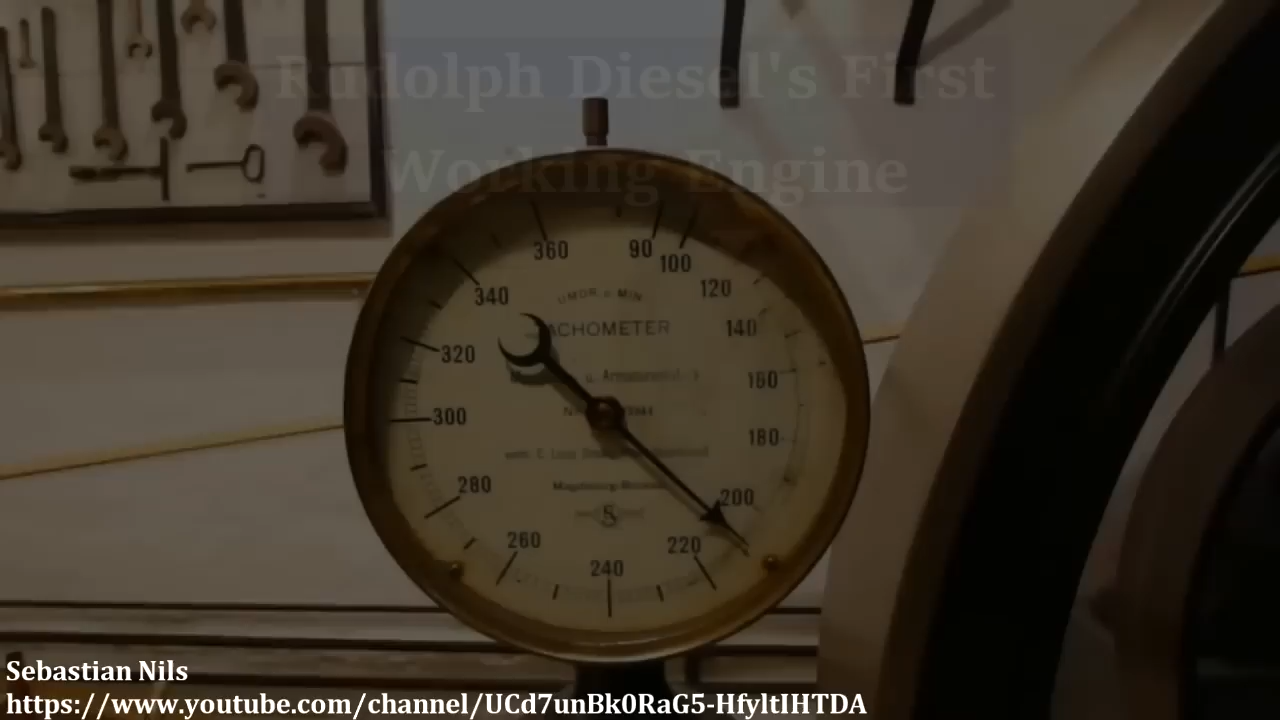 Rudolph Diesel's First
Working Engine
360
90
100
340
120
UMDR. p. MIN
TACHOMETER
140
320
160
300
180
280
200
260
220
240
Sebastian Nils
https://www.youtube.com/channel/UCd7unBk0RaG5-HfyltIHTDA